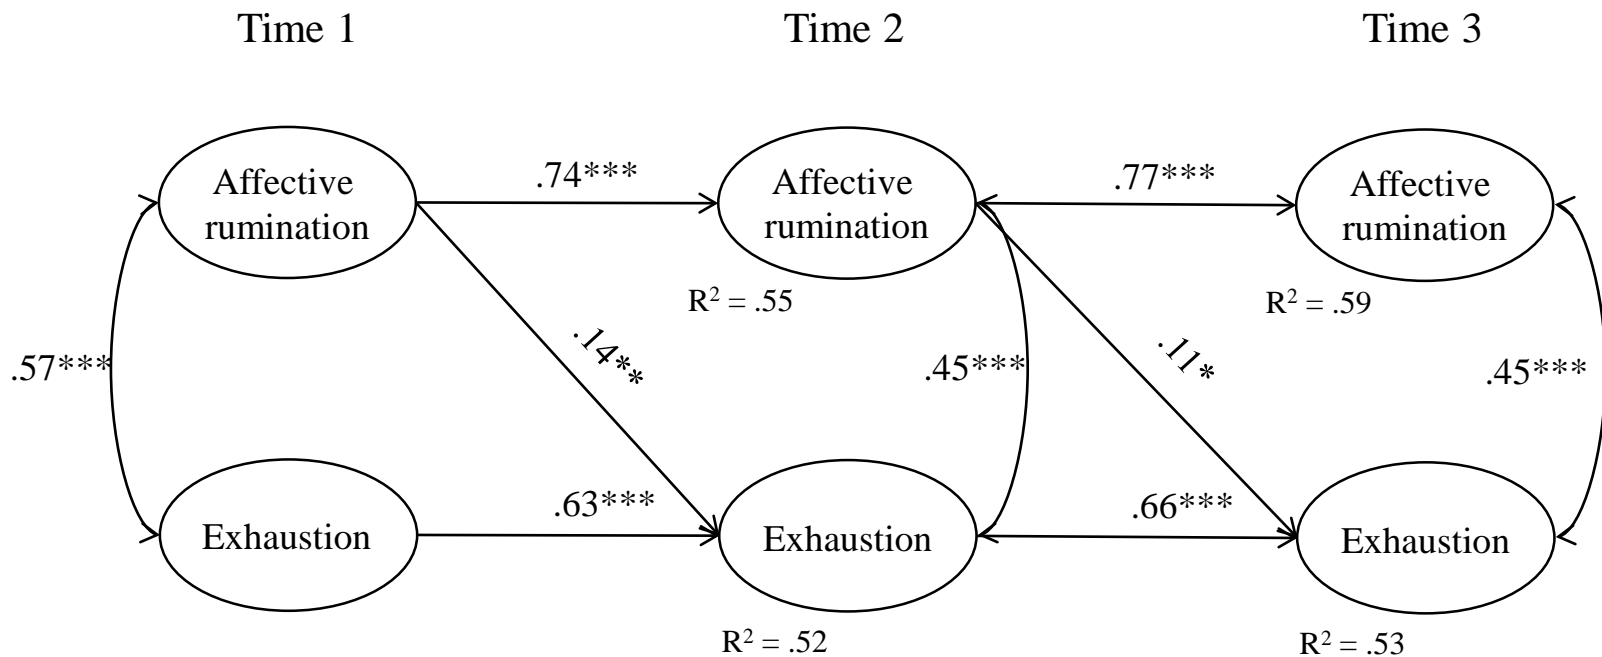 Time 1
Time 2
Time 3
Affective
rumination
.74***
Affective
rumination
.77***
Affective
rumination
R² = .55
R² = .59
.57***
.14**
.45***
.11*
.45***
Exhaustion
.63***
Exhaustion
.66***
Exhaustion
R² = .52
R² = .53